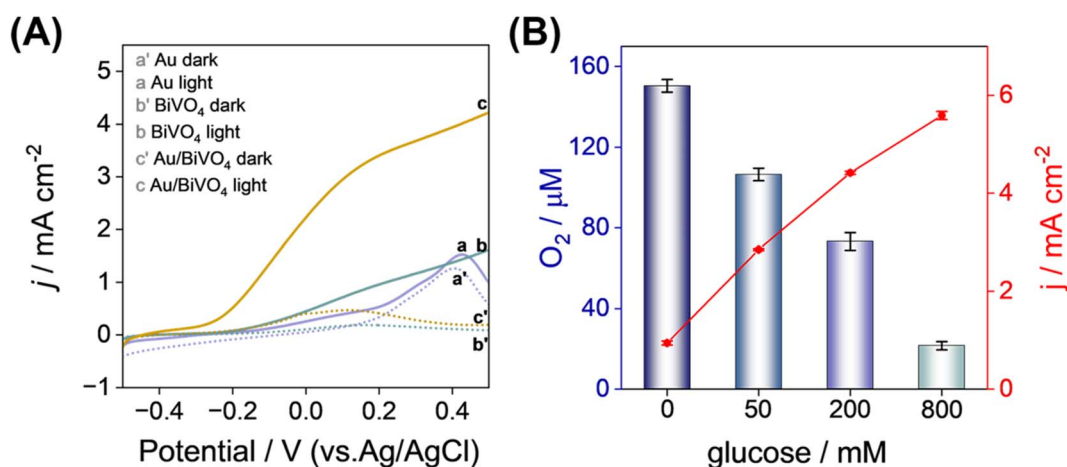 (A)
a' Au dark
a Au light
b' BiVO₄ dark
b BiVO₄ light
c' Au/BiVO₄ dark
c Au/BiVO₄ light
c
a b
a'
c'
b'
5
4
3
2
1
0
−1
j / mA cm⁻²
−0.4 −0.2 0.0 0.2 0.4
Potential / V (vs.Ag/AgCl)
(B)
160
120
80
40
0
O₂ / μM
6
4
2
0
j / mA cm⁻²
0 50 200 800
glucose / mM